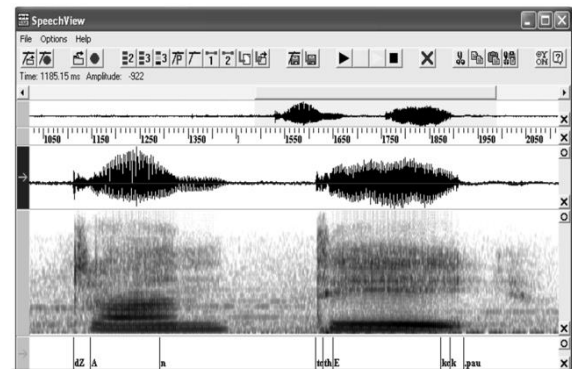 SpeechView
File Options Help
Time: 1185.15 ms Amplitude: -922
1050 1150 1250 1350 1550 1650 1750 1850 1950 2050
dZ A n tc th E kc k .pau